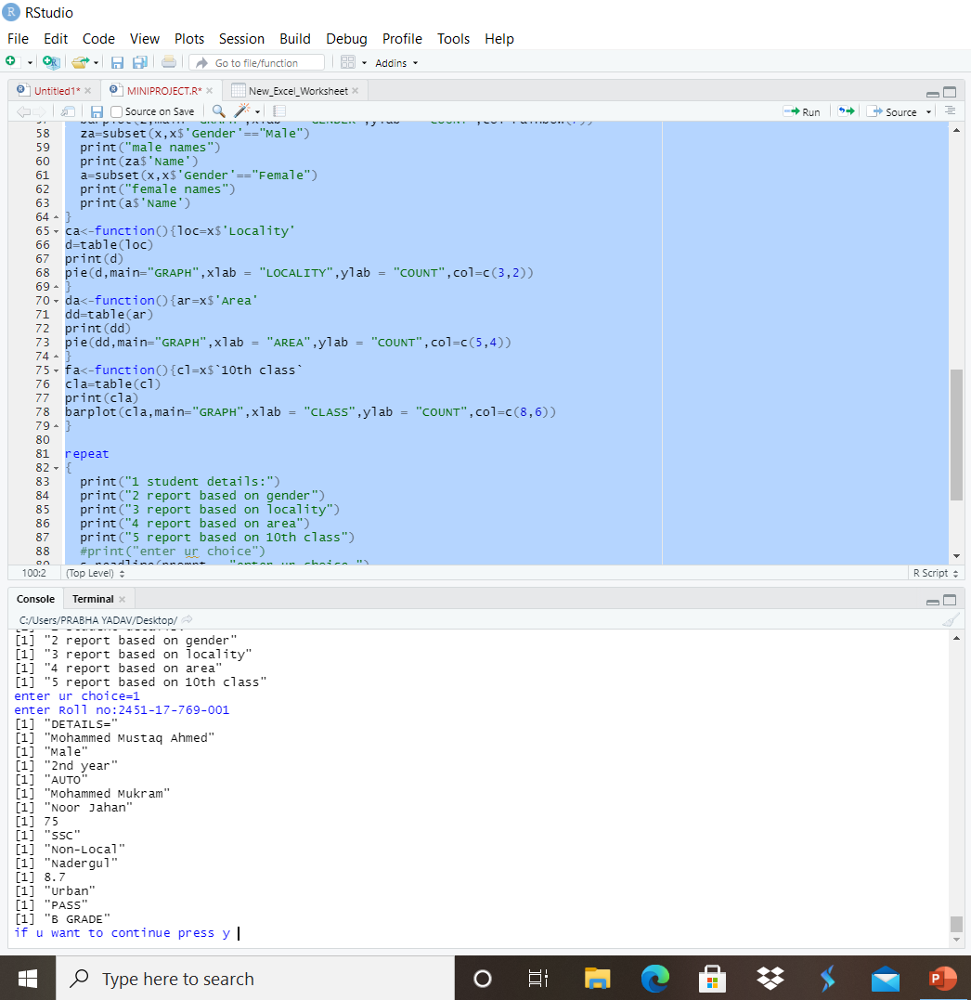 RStudio
File Edit Code View Plots Session Build Debug Profile Tools Help
Go to file/function Addins
Untitled1* MINIPROJECT.R* New_Excel_Worksheet
Source on Save Run Source
58 za=subset(x,x$'Gender'=="Male")
59 print("male names")
60 print(za$'Name')
61 a=subset(x,x$'Gender'=="Female")
62 print("female names")
63 print(a$'Name')
64 }
65 ca<-function(){loc=x$'Locality'
66 d=table(loc)
67 print(d)
68 pie(d,main="GRAPH",xlab = "LOCALITY",ylab = "COUNT",col=c(3,2))
69 }
70 da<-function(){ar=x$'Area'
71 dd=table(ar)
72 print(dd)
73 pie(dd,main="GRAPH",xlab = "AREA",ylab = "COUNT",col=c(5,4))
74 }
75 fa<-function(){cl=x$`10th class`
76 cla=table(cl)
77 print(cla)
78 barplot(cla,main="GRAPH",xlab = "CLASS",ylab = "COUNT",col=c(8,6))
79 }
80
81 repeat
82 {
83 print("1 student details:")
84 print("2 report based on gender")
85 print("3 report based on locality")
86 print("4 report based on area")
87 print("5 report based on 10th class")
88 #print("enter ur choice")
100:2 (Top Level) R Script
Console Terminal
C:/Users/PRABHA YADAV/Desktop/
[1] "2 report based on gender"
[1] "3 report based on locality"
[1] "4 report based on area"
[1] "5 report based on 10th class"
enter ur choice=1
enter Roll no:2451-17-769-001
[1] "DETAILS="
[1] "Mohammed Mustaq Ahmed"
[1] "Male"
[1] "2nd year"
[1] "AUTO"
[1] "Mohammed Mukram"
[1] "Noor Jahan"
[1] 75
[1] "SSC"
[1] "Non-Local"
[1] "Nadergul"
[1] 8.7
[1] "Urban"
[1] "PASS"
[1] "B GRADE"
if u want to continue press y
Type here to search